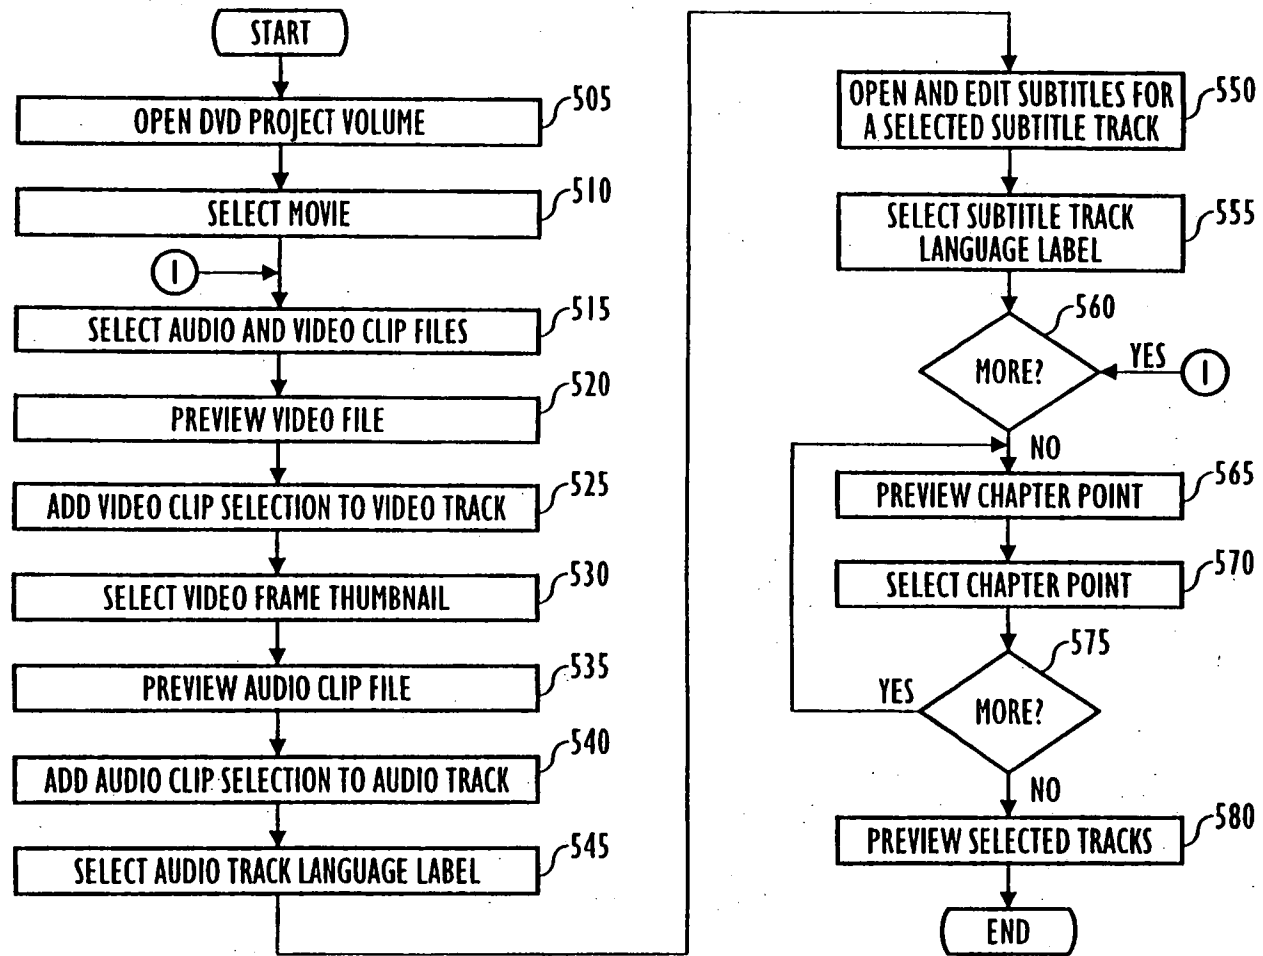 START
505
OPEN DVD PROJECT VOLUME
510
SELECT MOVIE
1
515
SELECT AUDIO AND VIDEO CLIP FILES
520
PREVIEW VIDEO FILE
525
ADD VIDEO CLIP SELECTION TO VIDEO TRACK
530
SELECT VIDEO FRAME THUMBNAIL
535
PREVIEW AUDIO CLIP FILE
540
ADD AUDIO CLIP SELECTION TO AUDIO TRACK
545
SELECT AUDIO TRACK LANGUAGE LABEL
550
OPEN AND EDIT SUBTITLES FOR
A SELECTED SUBTITLE TRACK
555
SELECT SUBTITLE TRACK
LANGUAGE LABEL
560
MORE?
YES
1
NO
565
PREVIEW CHAPTER POINT
570
SELECT CHAPTER POINT
575
YES
MORE?
NO
580
PREVIEW SELECTED TRACKS
END